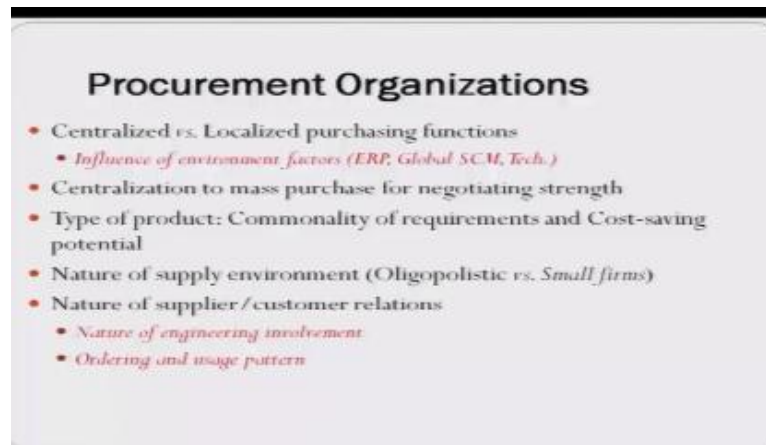 Procurement Organizations
• Centralized vs. Localized purchasing functions
• Influence of environment factors (ERP, Global SCM, Tech.)
• Centralization to mass purchase for negotiating strength
• Type of product: Commonality of requirements and Cost-saving
potential
• Nature of supply environment (Oligopolistic vs. Small firms)
• Nature of supplier/customer relations
• Nature of engineering involvement
• Ordering and usage pattern